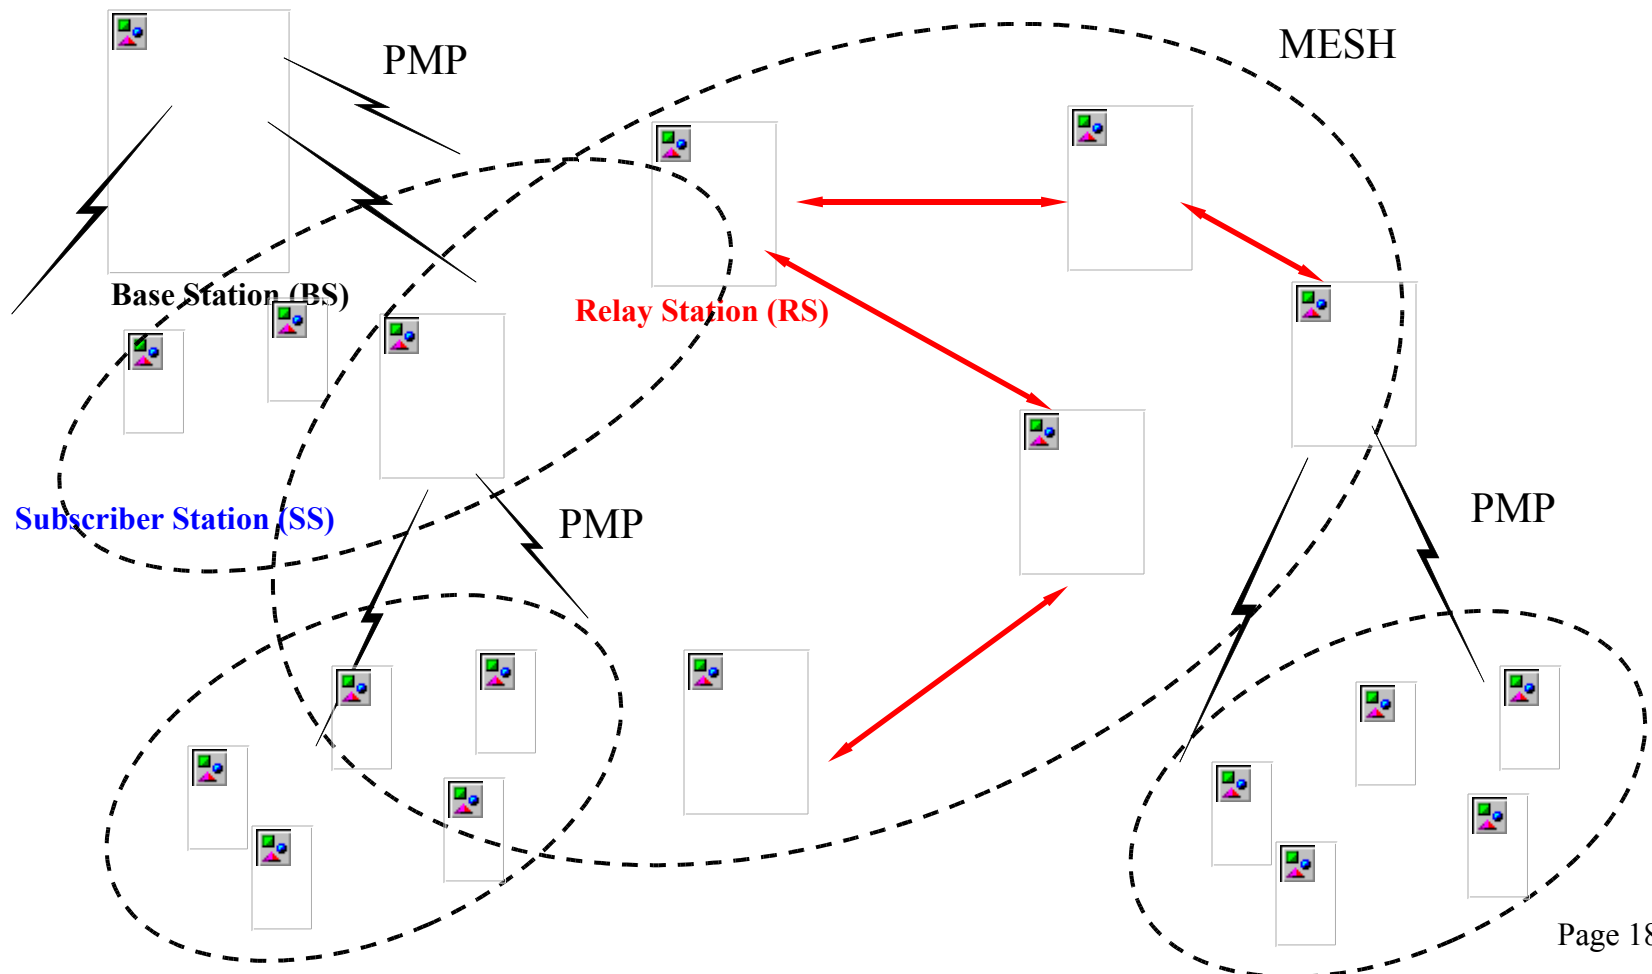 PMP
MESH
Base Station (BS)
Relay Station (RS)
Subscriber Station (SS)
PMP
PMP
Page 18